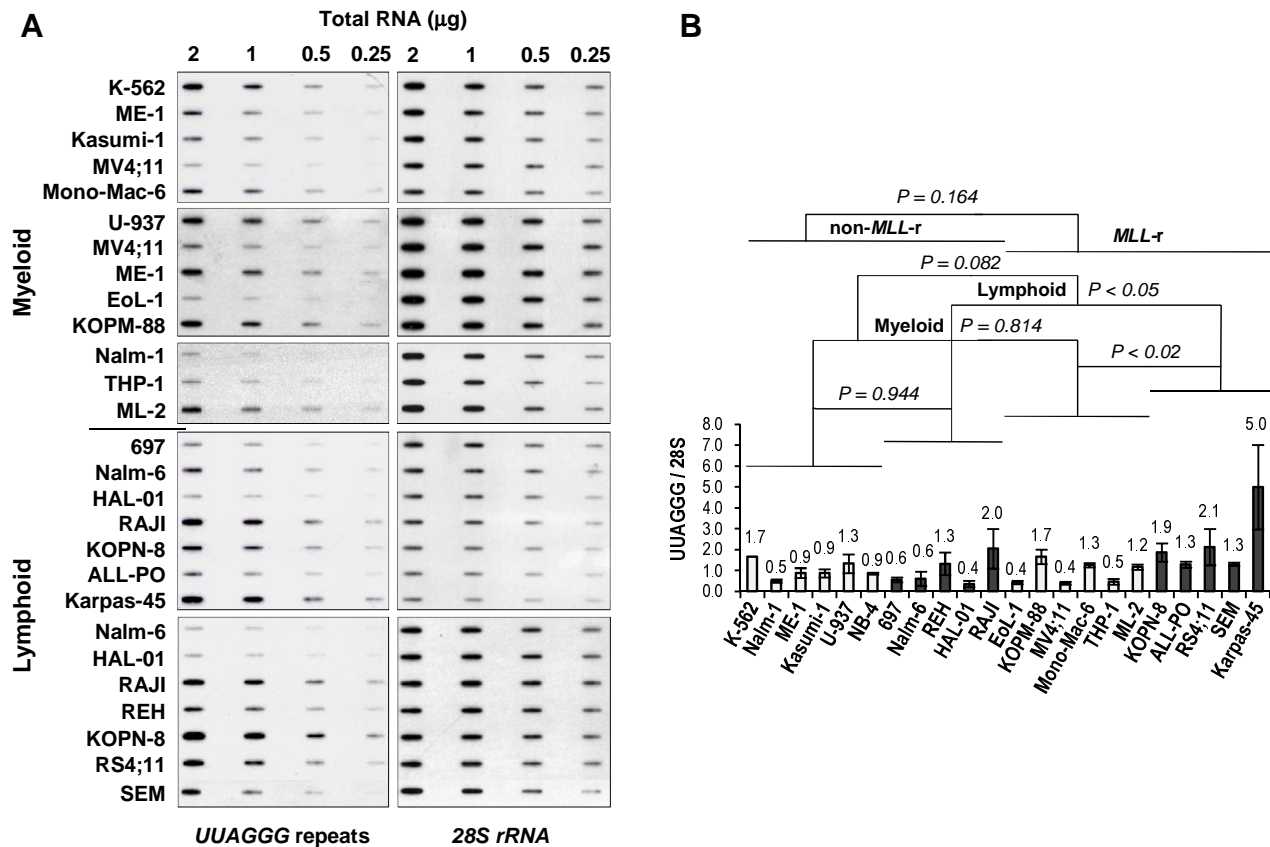 A
Total RNA (µg)
2 1 0.5 0.25 2 1 0.5 0.25
Myeloid
K-562
ME-1
Kasumi-1
MV4;11
Mono-Mac-6
U-937
MV4;11
ME-1
EoL-1
KOPM-88
Nalm-1
THP-1
ML-2
Lymphoid
697
Nalm-6
HAL-01
RAJI
KOPN-8
ALL-PO
Karpas-45
Nalm-6
HAL-01
RAJI
REH
KOPN-8
RS4;11
SEM
UUAGGG repeats 28S rRNA
B
P = 0.164
non-MLL-r MLL-r
P = 0.082
Lymphoid P < 0.05
Myeloid P = 0.814
P < 0.02
P = 0.944
UUAGGG / 28S
8.0
7.0
6.0
5.0
4.0
3.0
2.0
1.0
0.0
1.7 0.5 0.9 0.9 1.3 0.9 0.6 0.6 1.3 0.4 2.0 0.4 1.7 0.4 1.3 0.5 1.2 1.9 1.3 2.1 1.3 5.0
K-562 Nalm-1 ME-1 Kasumi-1 U-937 NB-4 697 Nalm-6 REH HAL-01 RAJI EoL-1 KOPM-88 MV4;11 Mono-Mac-6 THP-1 ML-2 KOPN-8 ALL-PO RS4;11 SEM Karpas-45